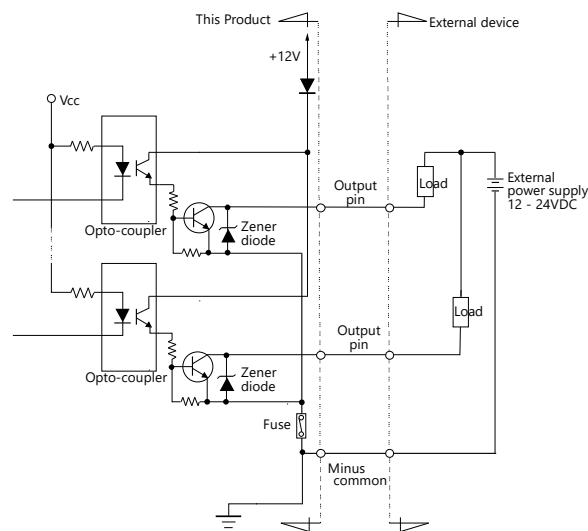 This Product
External device
+12V
Vcc
Opto-coupler
Zener
diode
Output
pin
Load
External
power supply
12 - 24VDC
Load
Output
pin
Opto-coupler
Zener
diode
Fuse
Minus
common